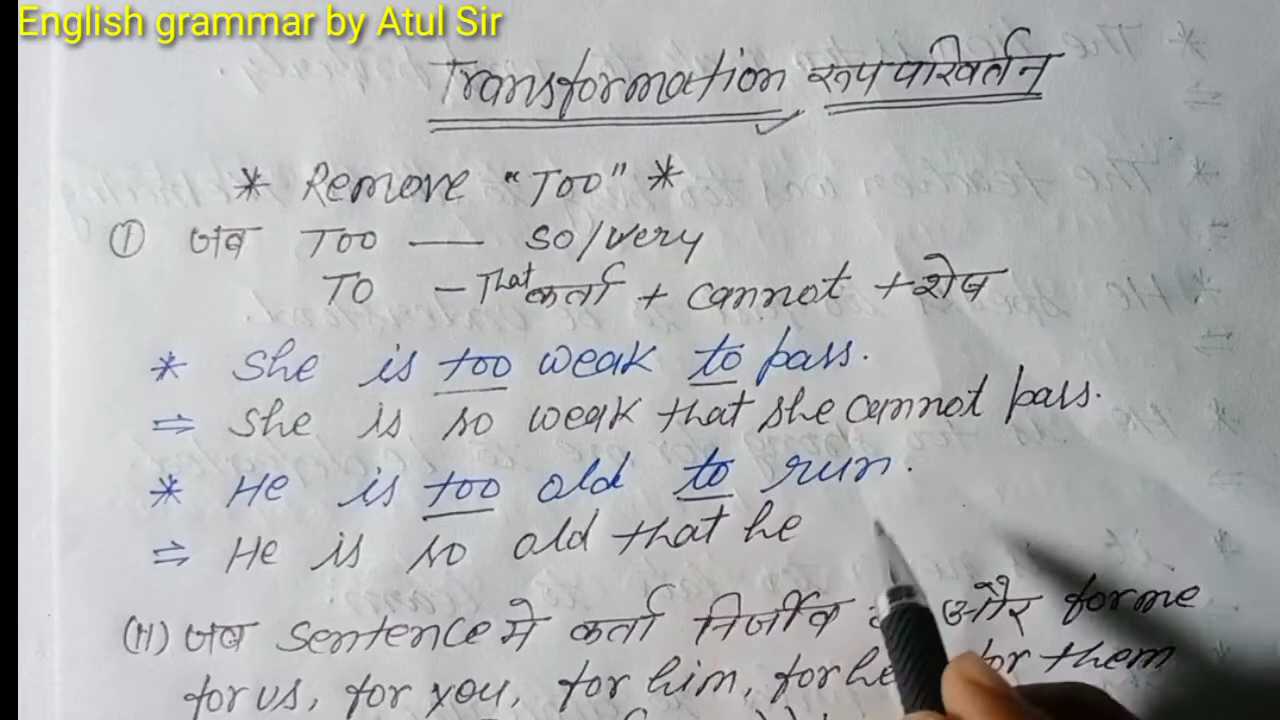 English grammar by Atul Sir
Transformation रूप परिवर्तन
* Remove "Too" *
① जब Too — so/very
To - That कर्ता + cannot + शेष
* She is too weak to pass.
⇒ She is so weak that she cannot pass.
* He is too old to run.
⇒ He is so old that he
(ii) जब sentence में कर्ता निर्जीव और for me
for us, for you, for him, for them